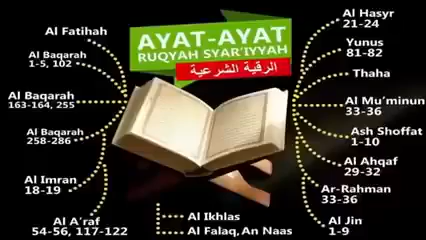 AYAT-AYAT
RUQYAH SYAR'IYYAH
الرقية الشرعية
Al Fatihah
Al Baqarah
1-5, 102
Al Baqarah
163-164, 255
Al Baqarah
258-286
Al Imran
18-19
Al A'raf
54-56, 117-122
Al Ikhlas
Al Falaq, An Naas
Al Hasyr
21-24
Yunus
81-82
Thaha
Al Mu'minun
33-36
Ash Shoffat
1-10
Al Ahqaf
29-32
Ar-Rahman
33-36
Al Jin
1-9